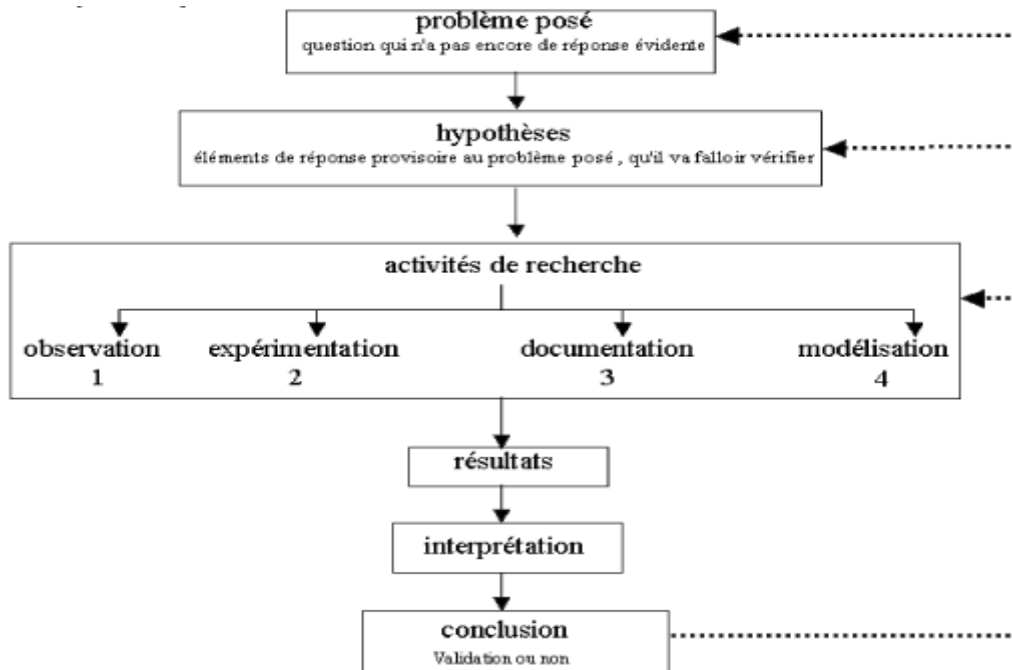 problème posé
question qui n'a pas encore de réponse évidente
hypothèses
éléments de réponse provisoire au problème posé , qu'il va falloir vérifier
activités de recherche
observation expérimentation documentation modélisation
1 2 3 4
résultats
interprétation
conclusion
Validation ou non